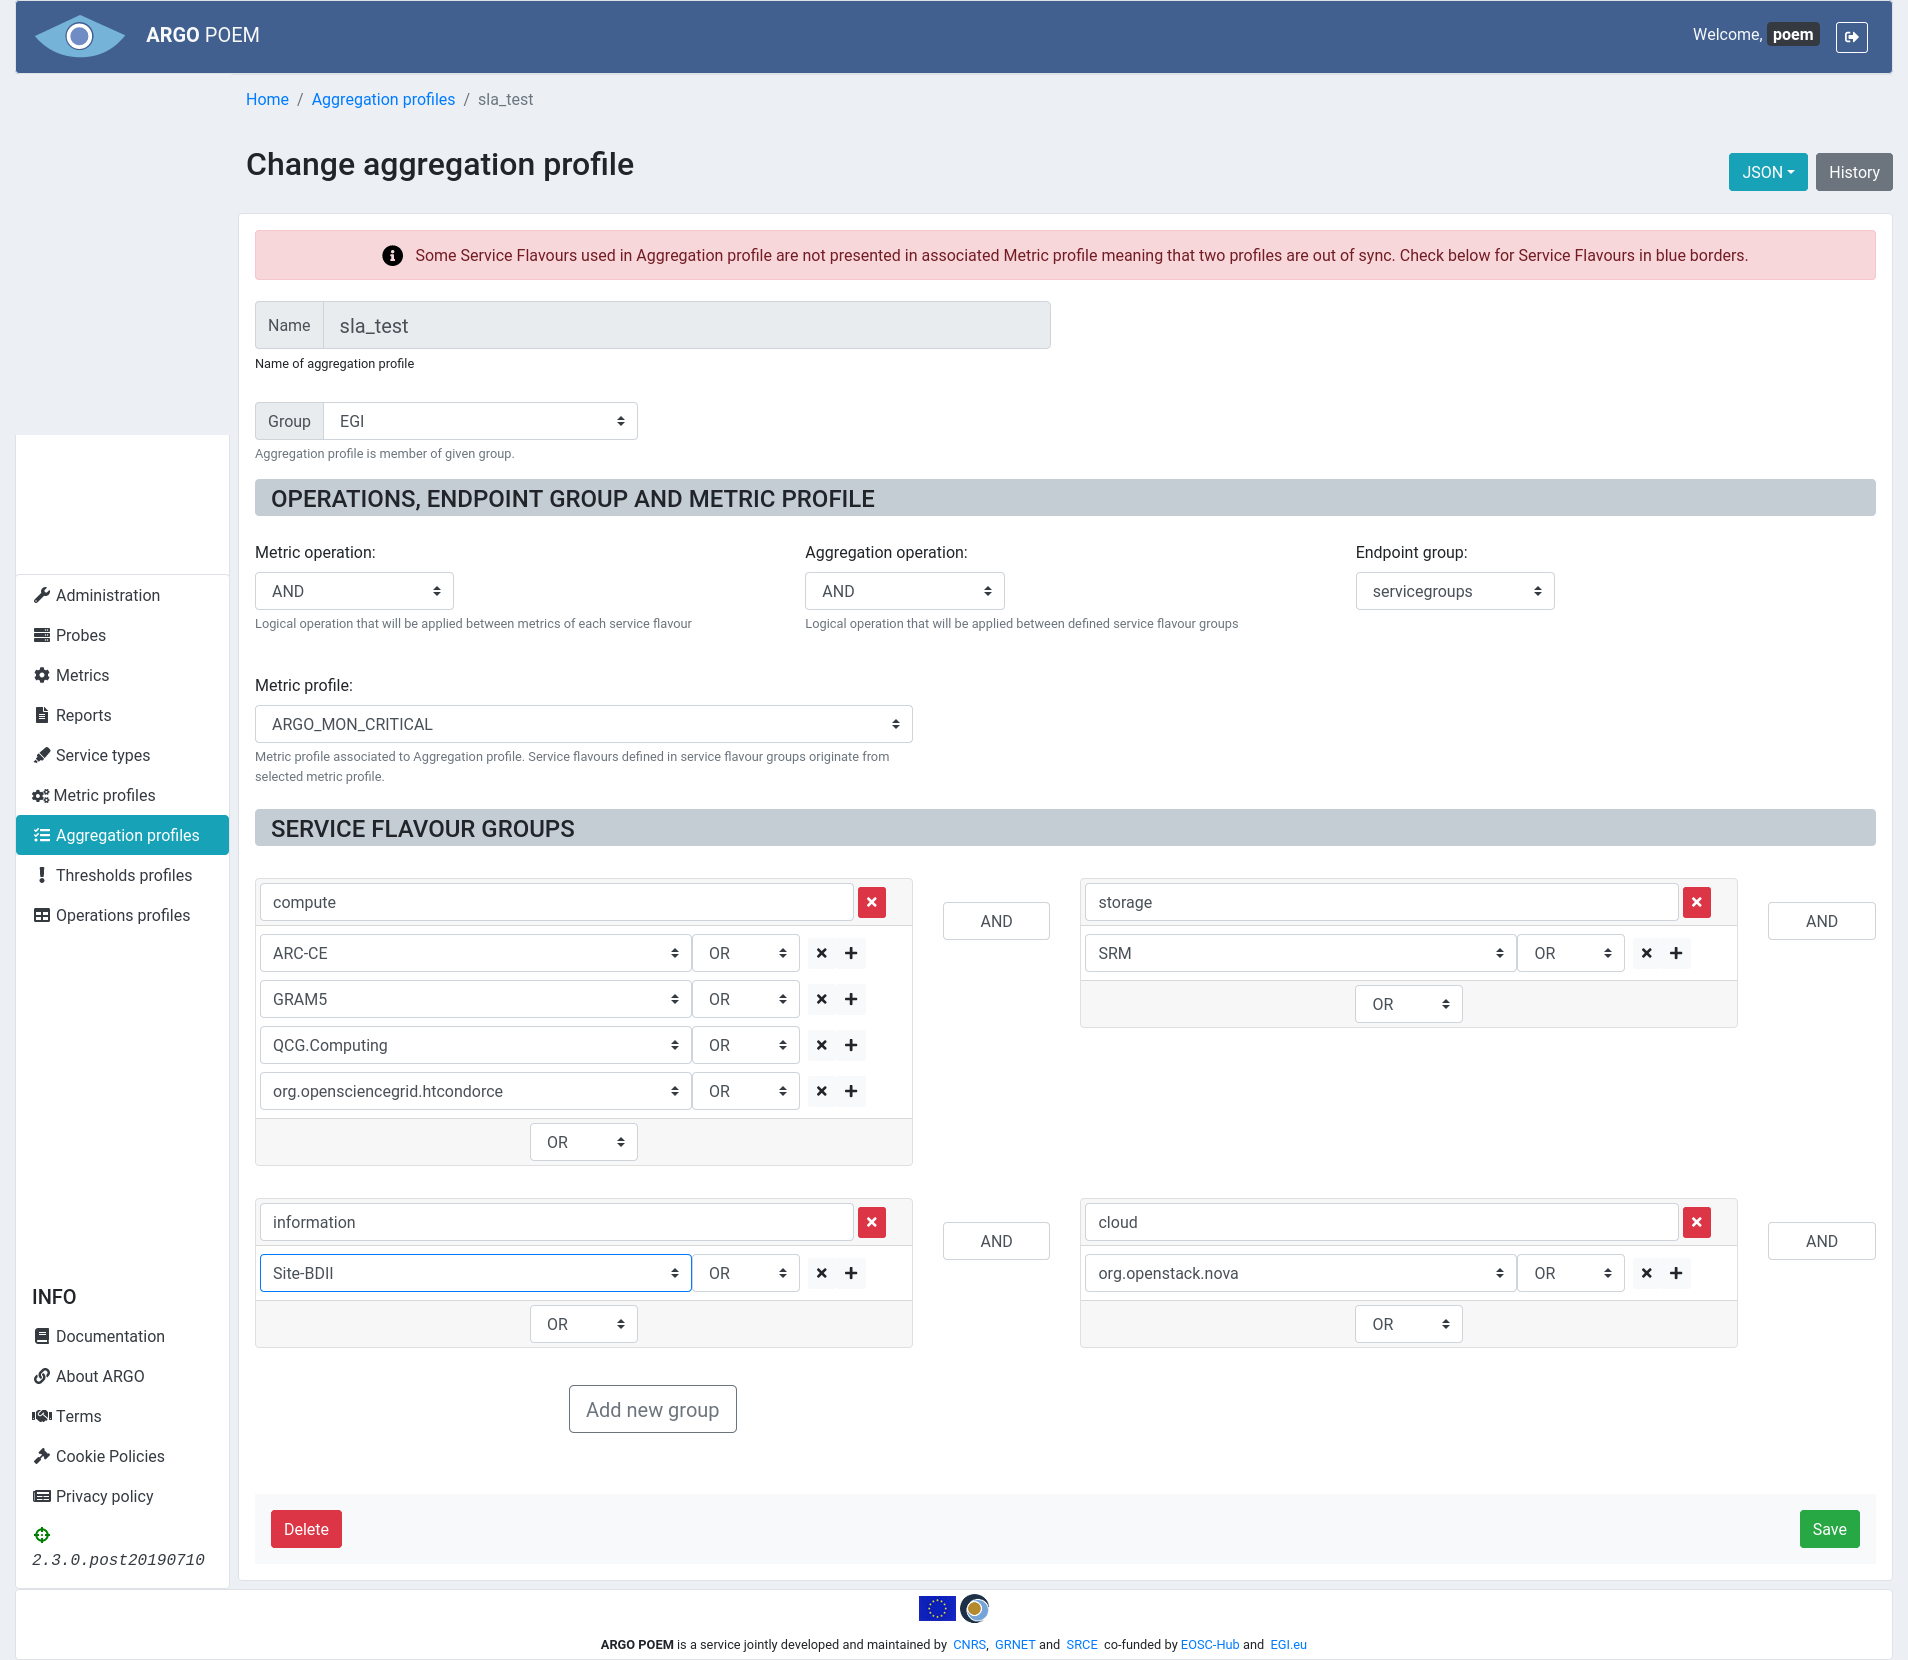 ARGO POEM
Welcome, poem
Home / Aggregation profiles / sla_test
Change aggregation profile
JSON
History
Some Service Flavours used in Aggregation profile are not presented in associated Metric profile meaning that two profiles are out of sync. Check below for Service Flavours in blue borders.
Name
sla_test
Name of aggregation profile
Group
EGI
Aggregation profile is member of given group.
OPERATIONS, ENDPOINT GROUP AND METRIC PROFILE
Metric operation:
AND
Logical operation that will be applied between metrics of each service flavour
Aggregation operation:
AND
Logical operation that will be applied between defined service flavour groups
Endpoint group:
servicegroups
Metric profile:
ARGO_MON_CRITICAL
Metric profile associated to Aggregation profile. Service flavours defined in service flavour groups originate from
selected metric profile.
SERVICE FLAVOUR GROUPS
compute
ARC-CE OR
GRAM5 OR
QCG.Computing OR
org.opensciencegrid.htcondorce OR
OR
AND
storage
SRM OR
OR
AND
information
Site-BDII OR
OR
AND
cloud
org.openstack.nova OR
OR
AND
Add new group
Delete
Save
Administration
Probes
Metrics
Reports
Service types
Metric profiles
Aggregation profiles
Thresholds profiles
Operations profiles
INFO
Documentation
About ARGO
Terms
Cookie Policies
Privacy policy
2.3.0.post20190710
ARGO POEM is a service jointly developed and maintained by CNRS, GRNET and SRCE co-funded by EOSC-Hub and EGI.eu